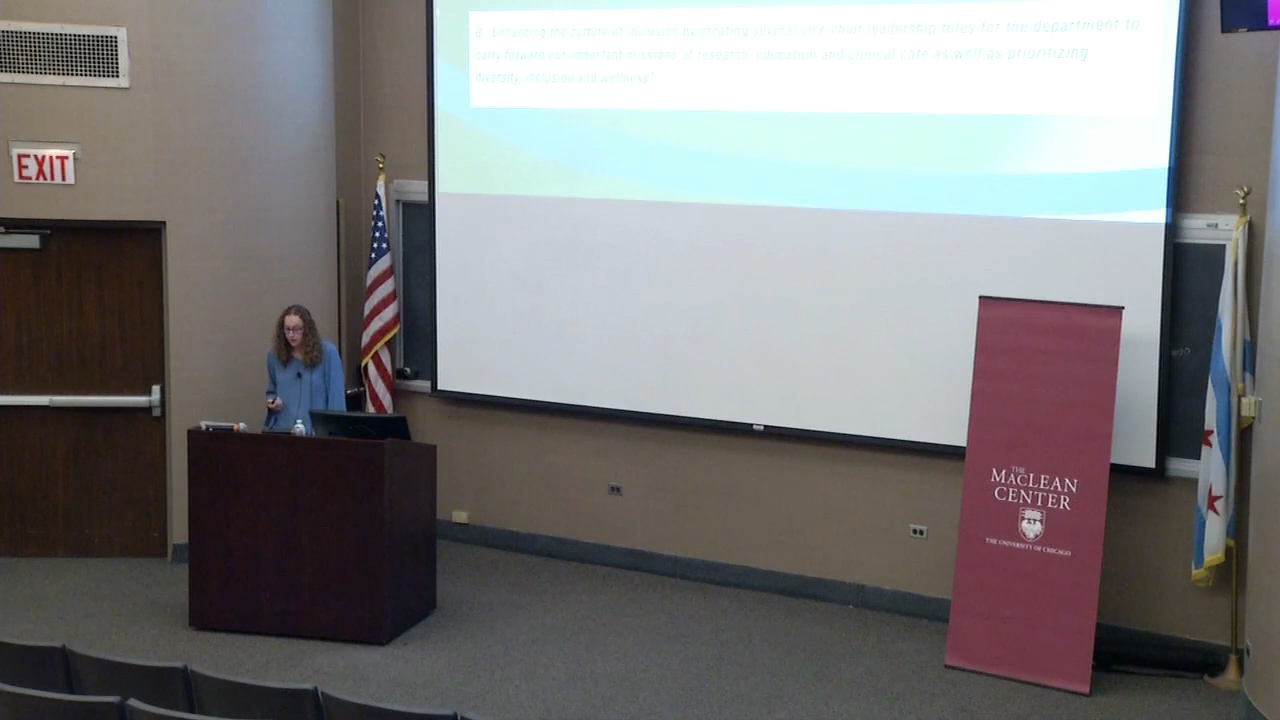 8. "Enhancing the culture of inclusion by creating several vice chair leadership roles for the department to
carry forward our important missions of research, education and clinical care as well as prioritizing
diversity, inclusion and wellness"
EXIT
THE
MACLEAN
CENTER
THE UNIVERSITY OF CHICAGO